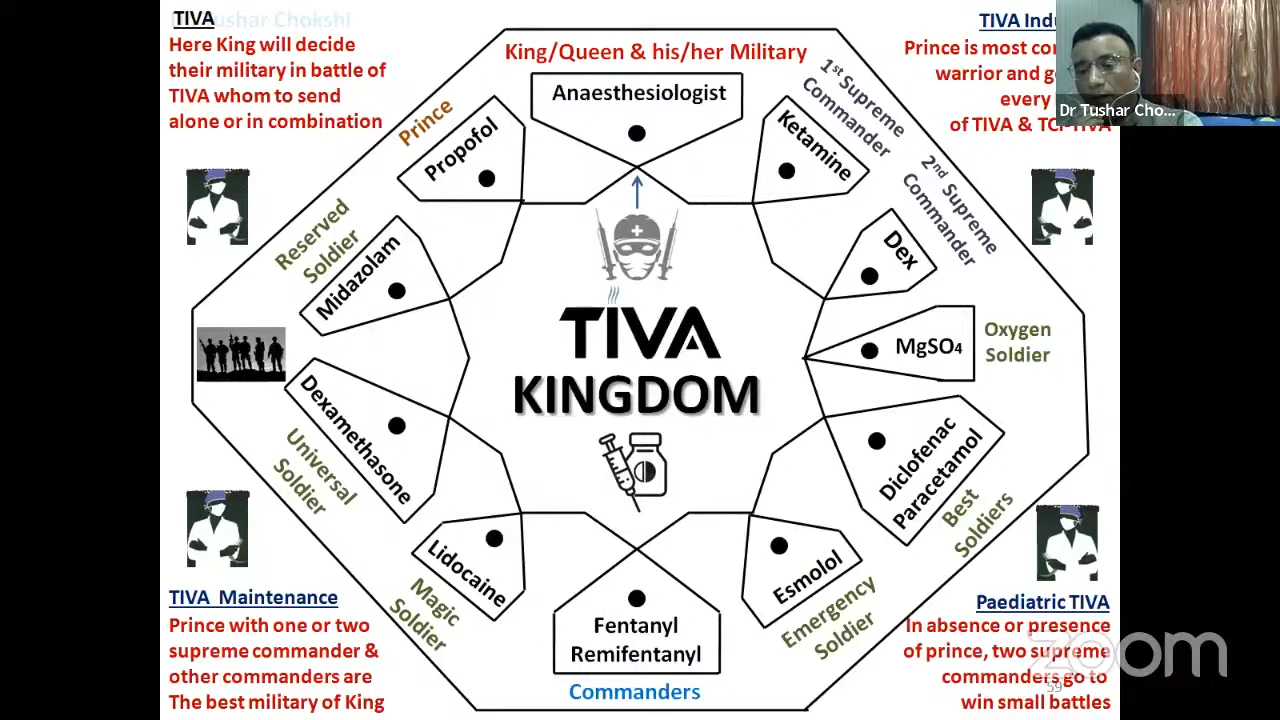 TIVA
Tushar Chokshi
Here King will decide
their military in battle of
TIVA whom to send
alone or in combination
King/Queen & his/her Military
Anaesthesiologist
TIVA
Prince is most
warrior and
every
of TIVA &
Dr Tushar Cho...
Prince
Propofol
Ketamine
1st Supreme
Commander
2nd Supreme
Commander
Dex
Reserved
Soldier
Midazolam
MgSO4
Oxygen
Soldier
TIVA
KINGDOM
Dexamethasone
Universal
Soldier
Diclofenac
Paracetamol
Best
Soldiers
Lidocaine
Magic
Soldier
Fentanyl
Remifentanyl
Commanders
Esmolol
Emergency
Soldier
TIVA Maintenance
Prince with one or two
supreme commander &
other commanders are
The best military of King
Paediatric TIVA
In absence or presence
of prince, two supreme
commanders go to
win small battles
zoom
59